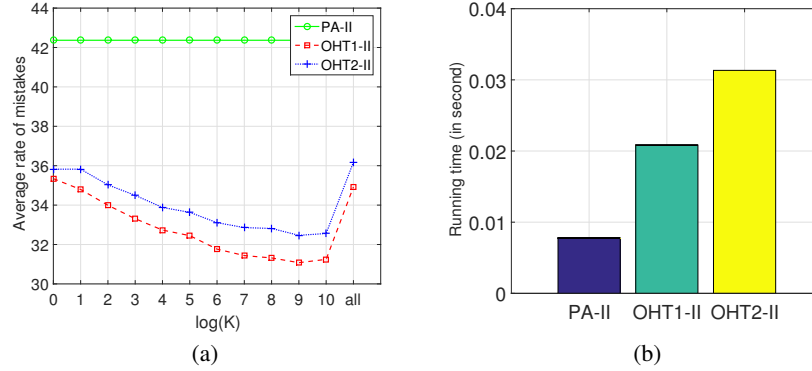 44
42
40
38
36
34
32
30
Average rate of mistakes
0 1 2 3 4 5 6 7 8 9 10 all
log(K)
PA-II
OHT1-II
OHT2-II
(a)
0.04
0.03
0.02
0.01
0
Running time (in second)
PA-II OHT1-II OHT2-II
(b)